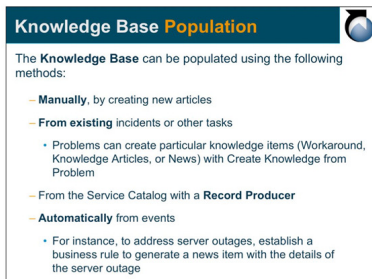 Knowledge Base Population
The Knowledge Base can be populated using the following
methods:
– Manually, by creating new articles
– From existing incidents or other tasks
• Problems can create particular knowledge items (Workaround,
Knowledge Articles, or News) with Create Knowledge from
Problem
– From the Service Catalog with a Record Producer
– Automatically from events
• For instance, to address server outages, establish a
business rule to generate a news item with the details of
the server outage